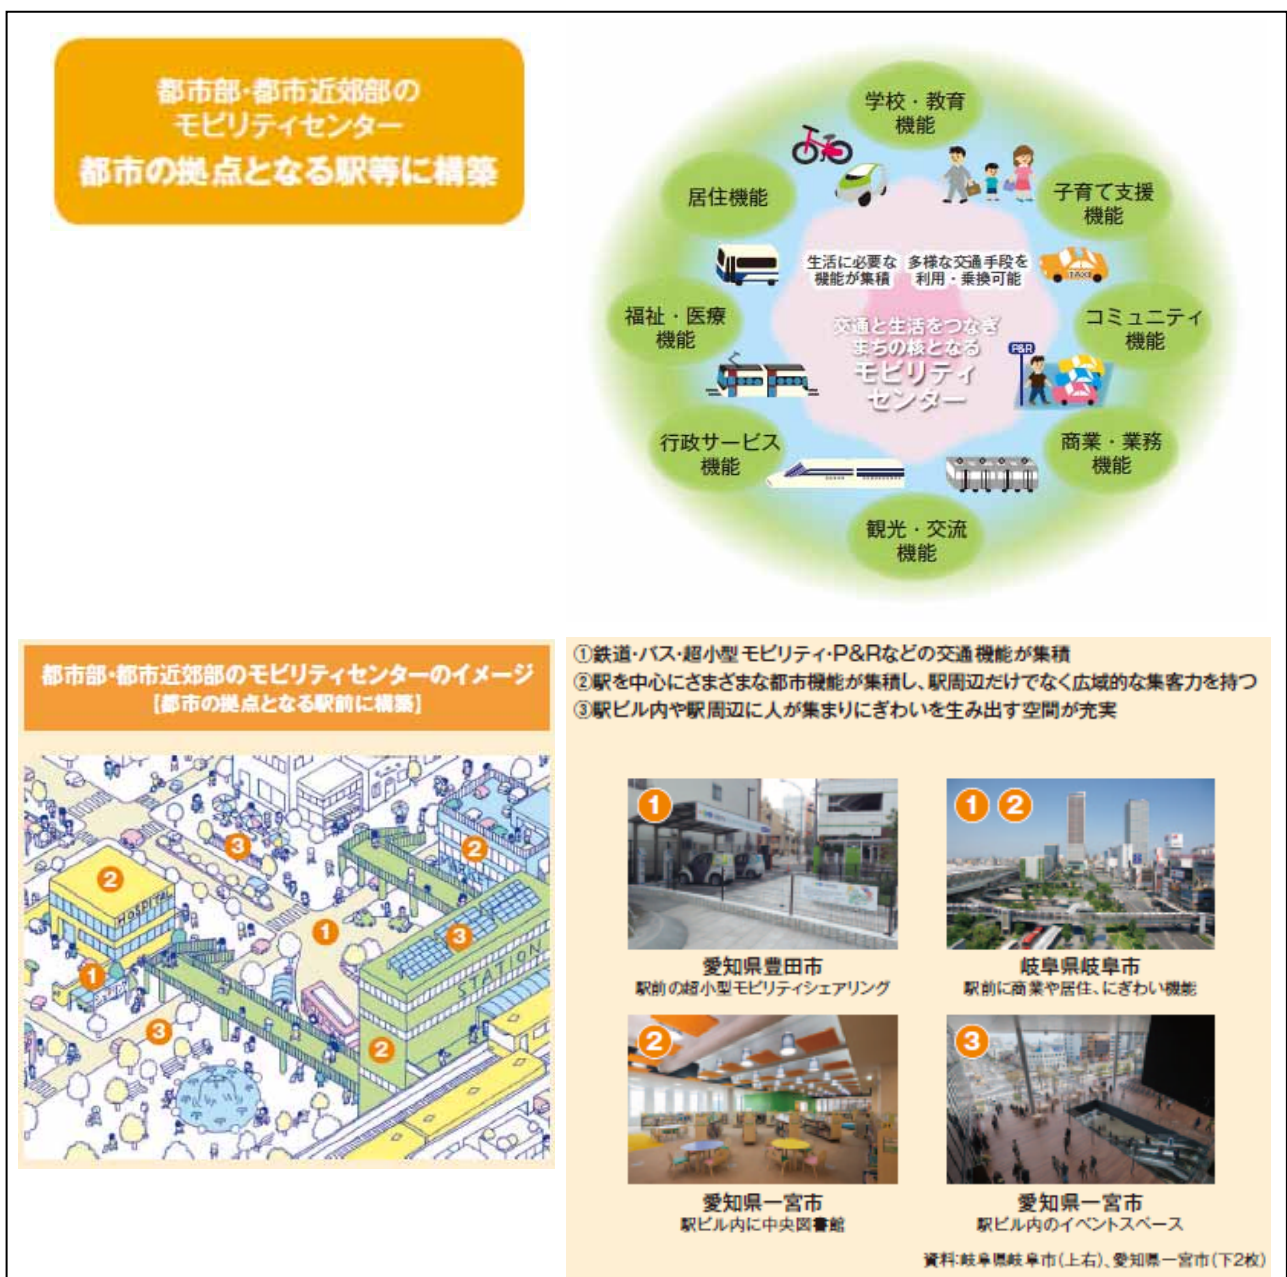 都市部・都市近郊部の
モビリティセンター
都市の拠点となる駅等に構築
学校・教育
機能
居住機能
子育て支援
機能
生活に必要な
機能が集積
多様な交通手段を
利用・乗換可能
TAXI
福祉・医療
機能
コミュニティ
機能
交通と生活をつなぎ
まちの核となる
モビリティ
センター
P&R
行政サービス
機能
商業・業務
機能
観光・交流
機能
都市部・都市近郊部のモビリティセンターのイメージ
[都市の拠点となる駅前に構築]
3
2
2
1
3
HOSPITAL
STATION
1
3
2
①鉄道・バス・超小型モビリティ・P&Rなどの交通機能が集積
②駅を中心にさまざまな都市機能が集積し、駅周辺だけでなく広域的な集客力を持つ
③駅ビル内や駅周辺に人が集まりにぎわいを生み出す空間が充実
1
愛知県豊田市
駅前の超小型モビリティシェアリング
1 2
岐阜県岐阜市
駅前に商業や居住、にぎわい機能
2
愛知県一宮市
駅ビル内に中央図書館
3
愛知県一宮市
駅ビル内のイベントスペース
資料:岐阜県岐阜市(上右)、愛知県一宮市(下2枚)